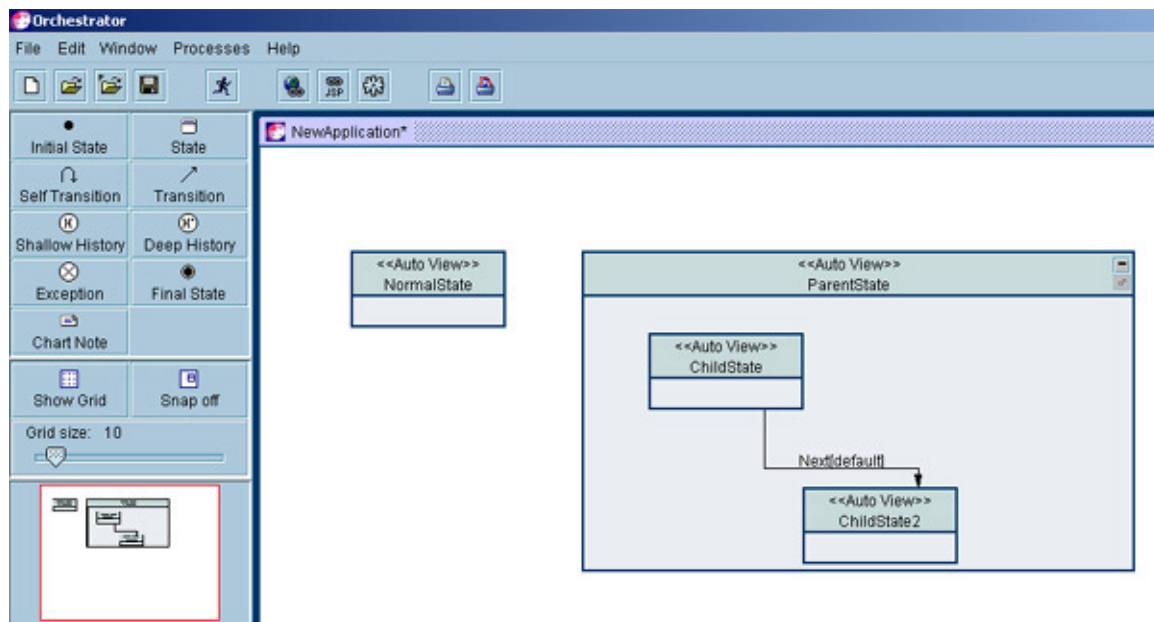 Orchestrator
File Edit Window Processes Help
JSP
Initial State State
Self Transition Transition
Shallow History Deep History
Exception Final State
Chart Note
Show Grid Snap off
Grid size: 10
NewApplication*
<<Auto View>>
NormalState
<<Auto View>>
ParentState
<<Auto View>>
ChildState
Next[default]
<<Auto View>>
ChildState2